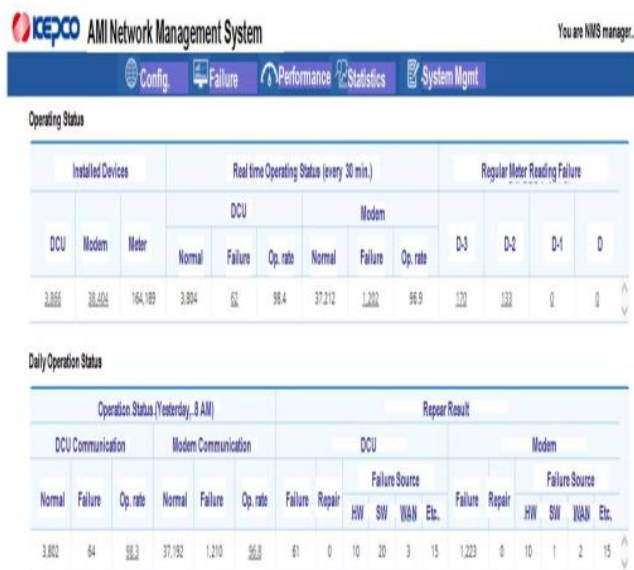 KEPCO AMI Network Management System You are NMS manager..
Config. Failure Performance Statistics System Mgmt
Operating Status
Installed Devices Real time Operating Status (every 30 min.) Regular Meter Reading Failure
DCU Modem
DCU Modem Meter D-3 D-2 D-1 D
Normal Failure Op. rate Normal Failure Op. rate
3,866 38,404 164,189 3,804 62 98.4 37,212 1,202 96.9 170 133 0 0
Daily Operation Status
Operation Status (Yesterday,..8 AM) Repear Result
DCU Communication Modem Communication DCU Modem
Failure Source Failure Source
Normal Failure Op. rate Normal Failure Op. rate Failure Repair Failure Repair
HW SW WAN Etc. HW SW WAN Etc.
3,802 64 98.3 37,192 1,210 96.8 61 0 10 20 3 15 1,223 0 10 1 2 15